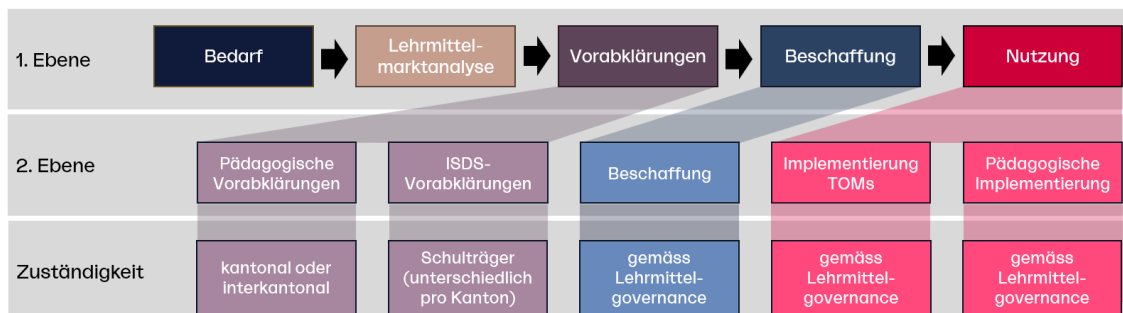 1. Ebene
Bedarf
Lehrmittel-
marktanalyse
Vorabklärungen
Beschaffung
Nutzung
2. Ebene
Pädagogische
Vorabklärungen
ISDS-
Vorabklärungen
Beschaffung
Implementierung
TOMs
Pädagogische
Implementierung
Zuständigkeit
kantonal oder
interkantonal
Schulträger
(unterschiedlich
pro Kanton)
gemäss
Lehrmittel-
governance
gemäss
Lehrmittel-
governance
gemäss
Lehrmittel-
governance